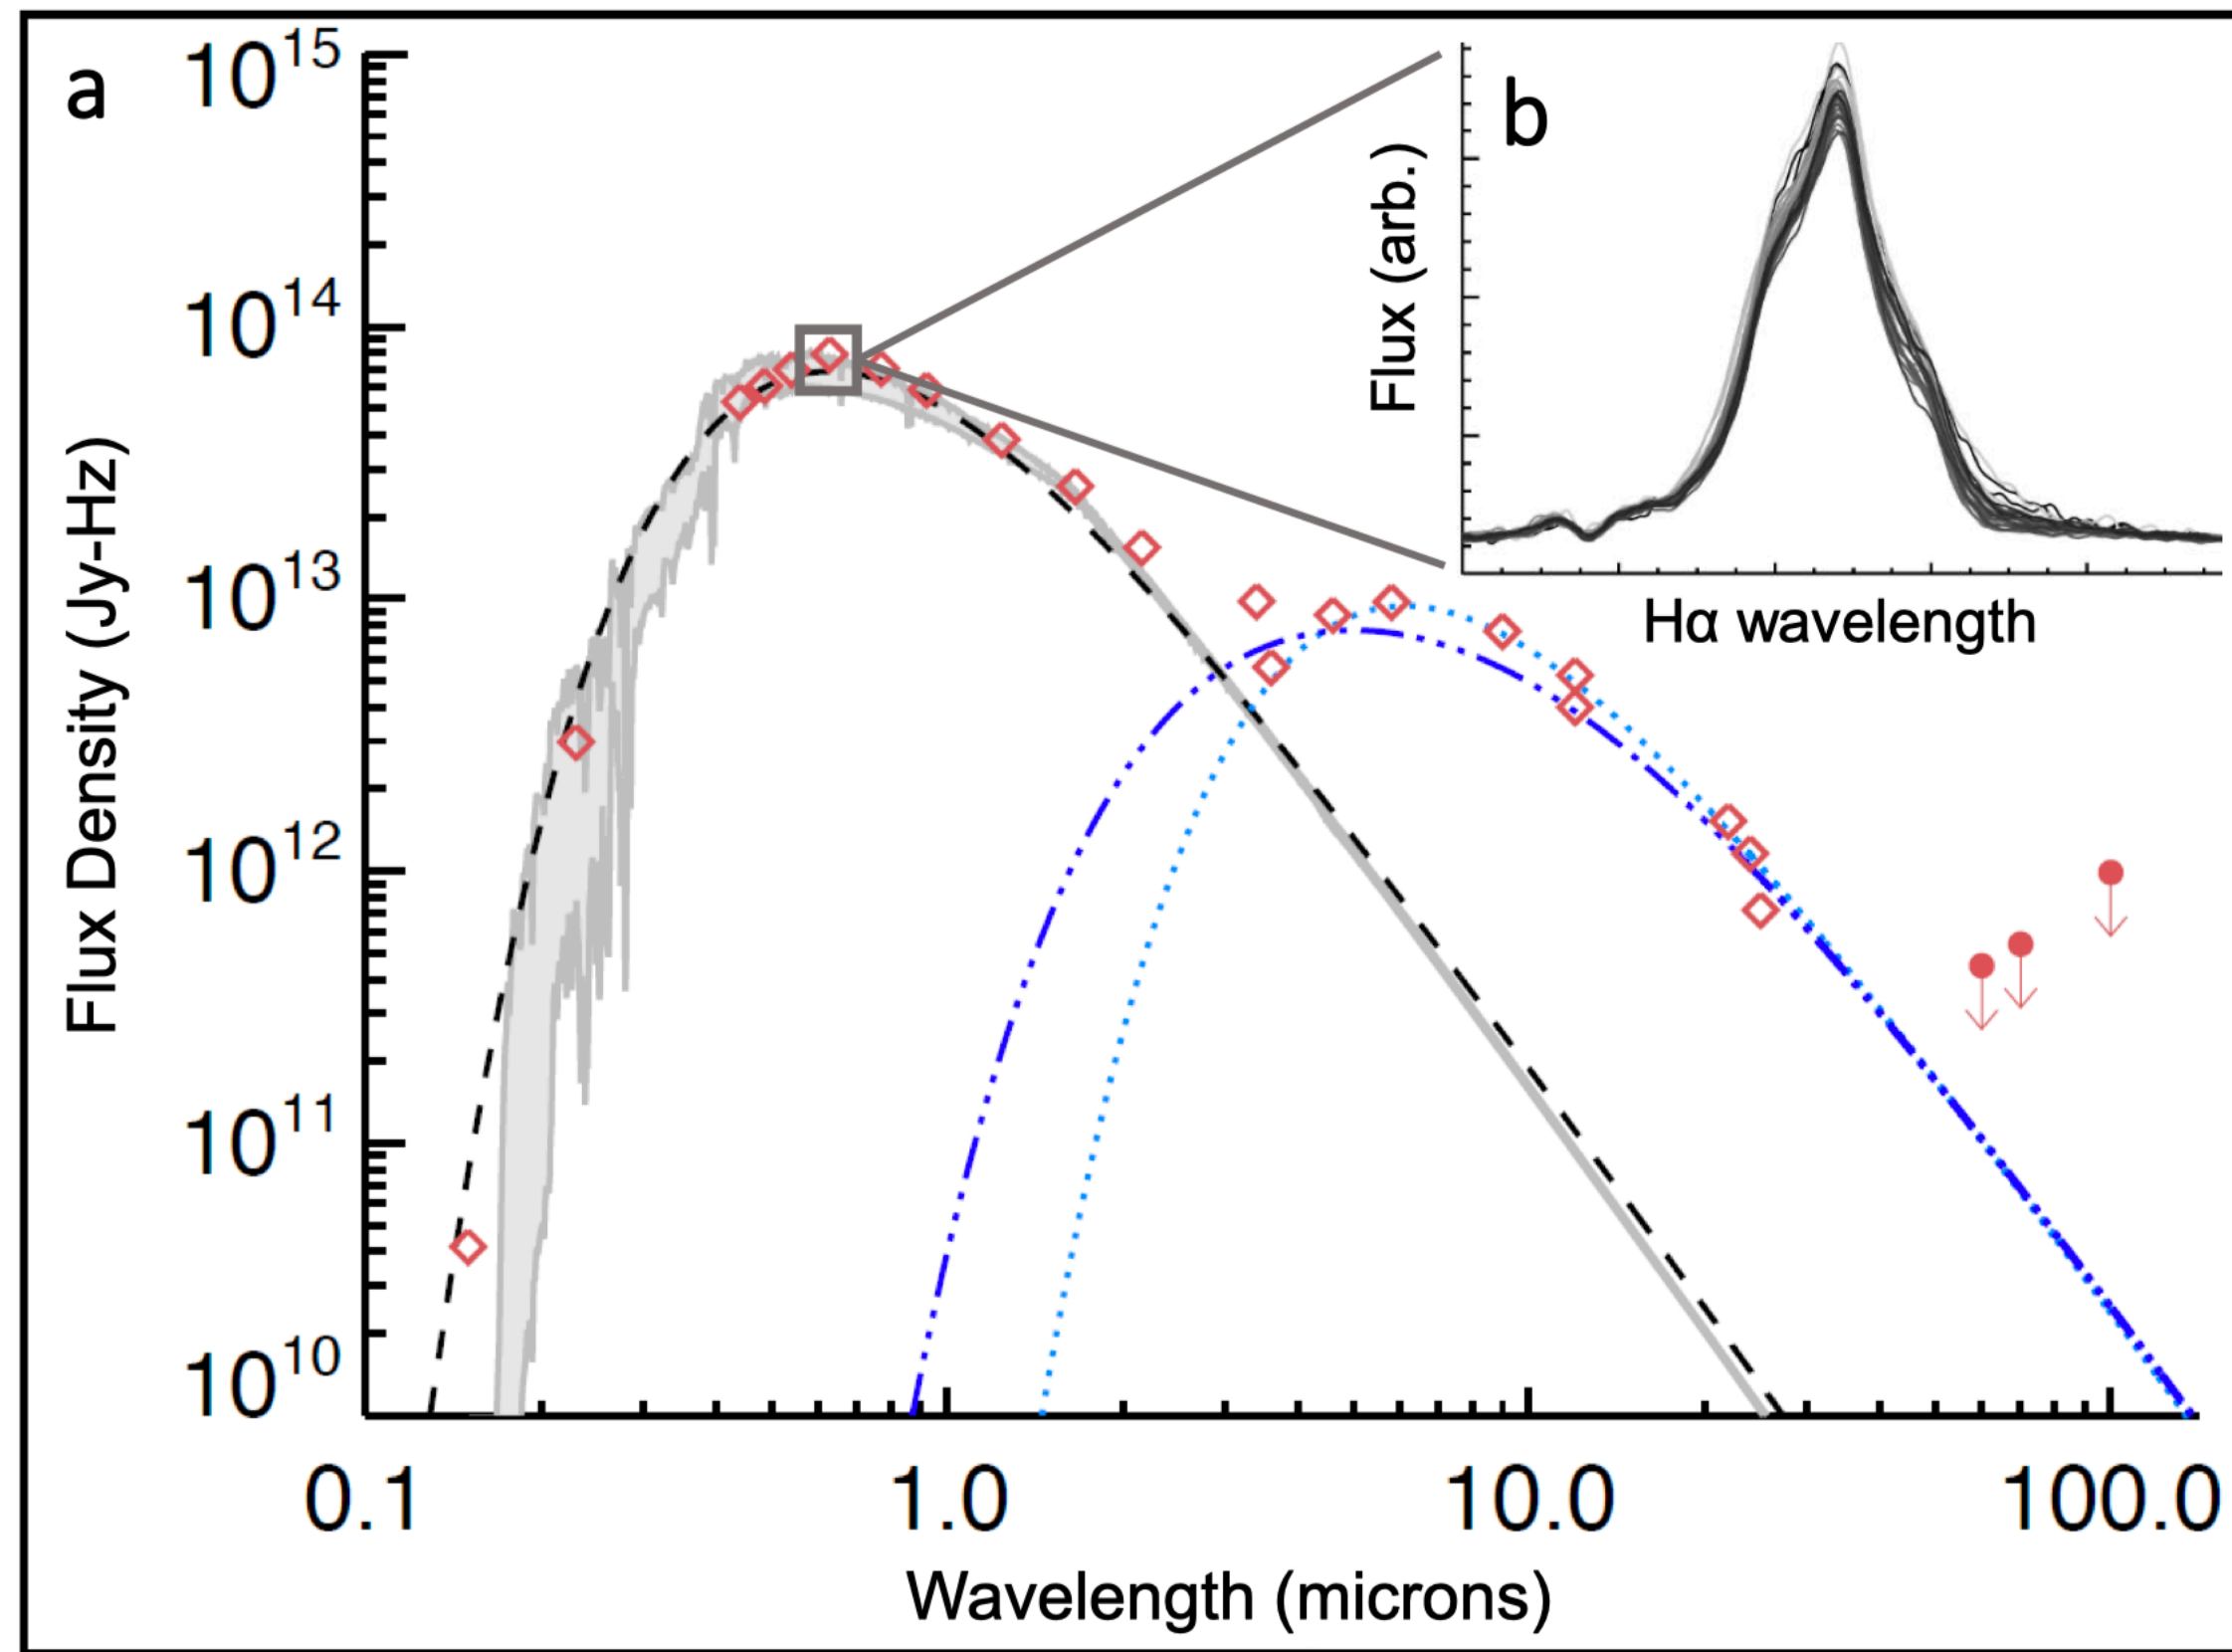 a
b
10^15
10^14
10^13
10^12
10^11
10^10
Flux Density (Jy-Hz)
Flux (arb.)
Hα wavelength
0.1 1.0 10.0 100.0
Wavelength (microns)